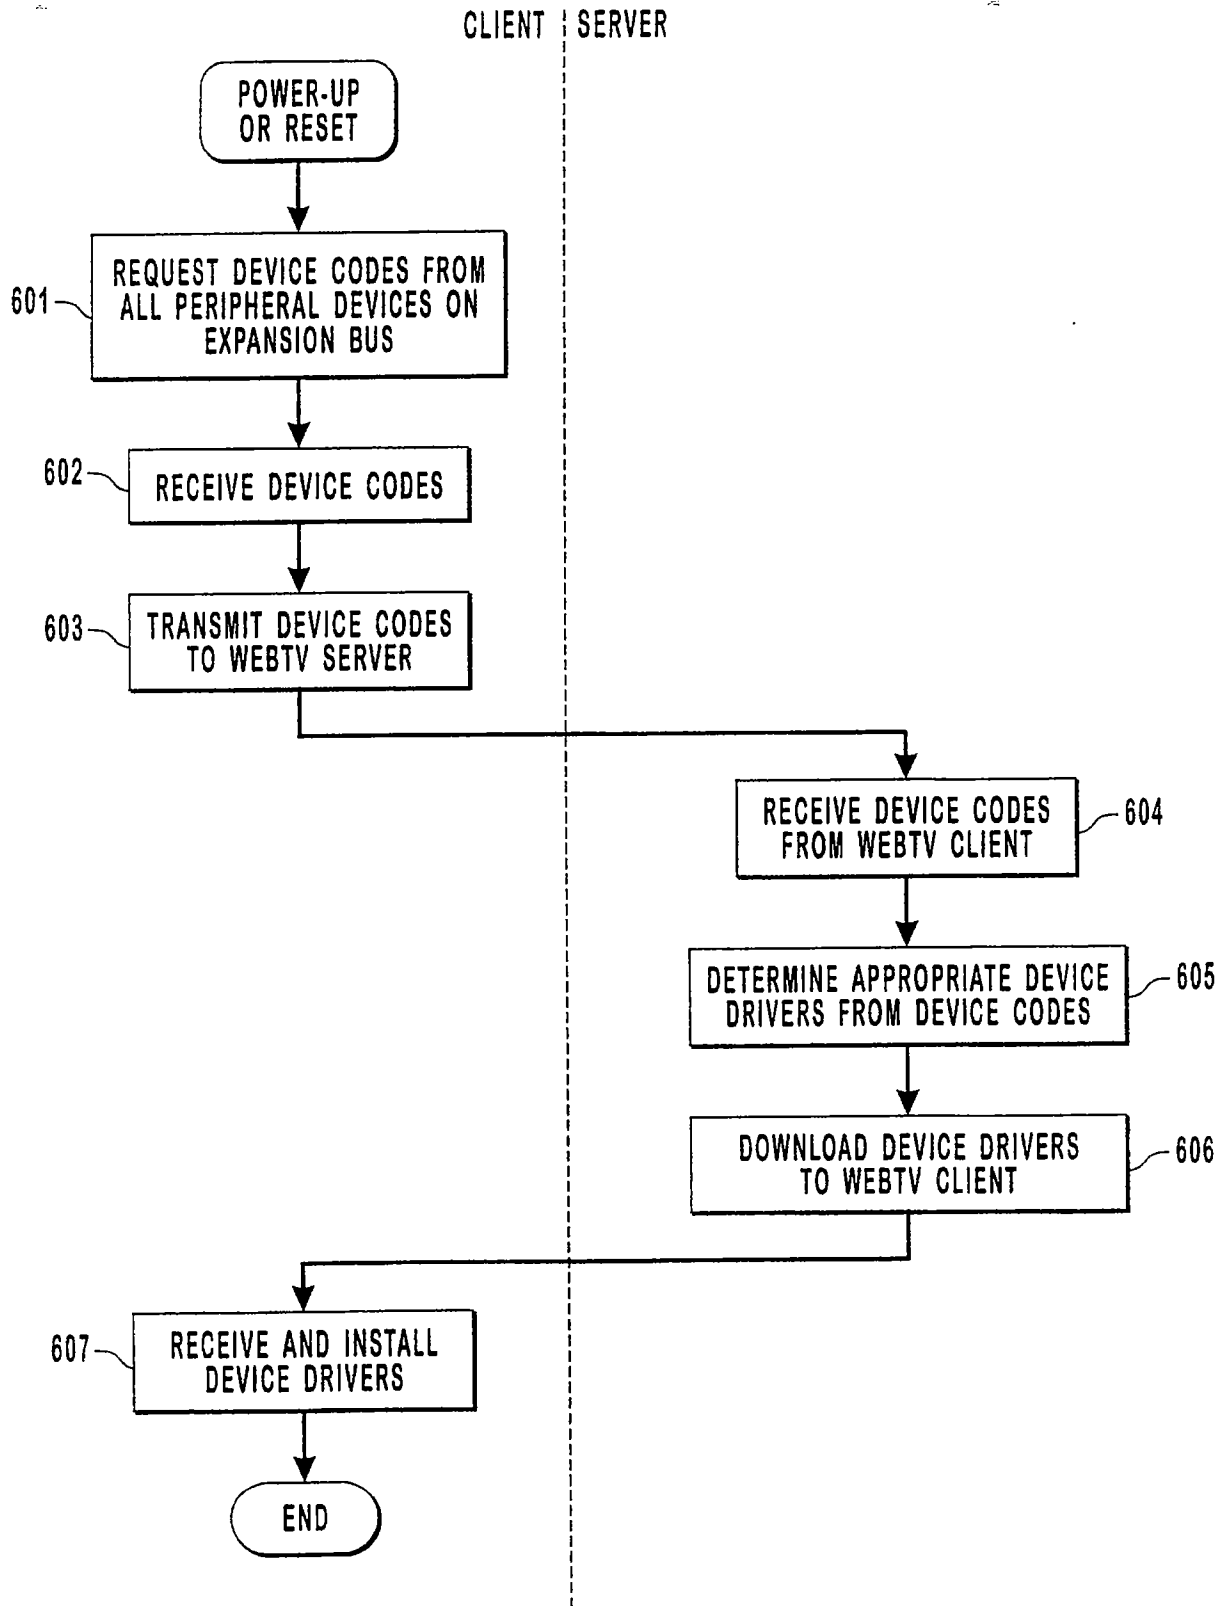 CLIENT SERVER
POWER-UP
OR RESET
601
REQUEST DEVICE CODES FROM
ALL PERIPHERAL DEVICES ON
EXPANSION BUS
602
RECEIVE DEVICE CODES
603
TRANSMIT DEVICE CODES
TO WEBTV SERVER
604
RECEIVE DEVICE CODES
FROM WEBTV CLIENT
605
DETERMINE APPROPRIATE DEVICE
DRIVERS FROM DEVICE CODES
606
DOWNLOAD DEVICE DRIVERS
TO WEBTV CLIENT
607
RECEIVE AND INSTALL
DEVICE DRIVERS
END